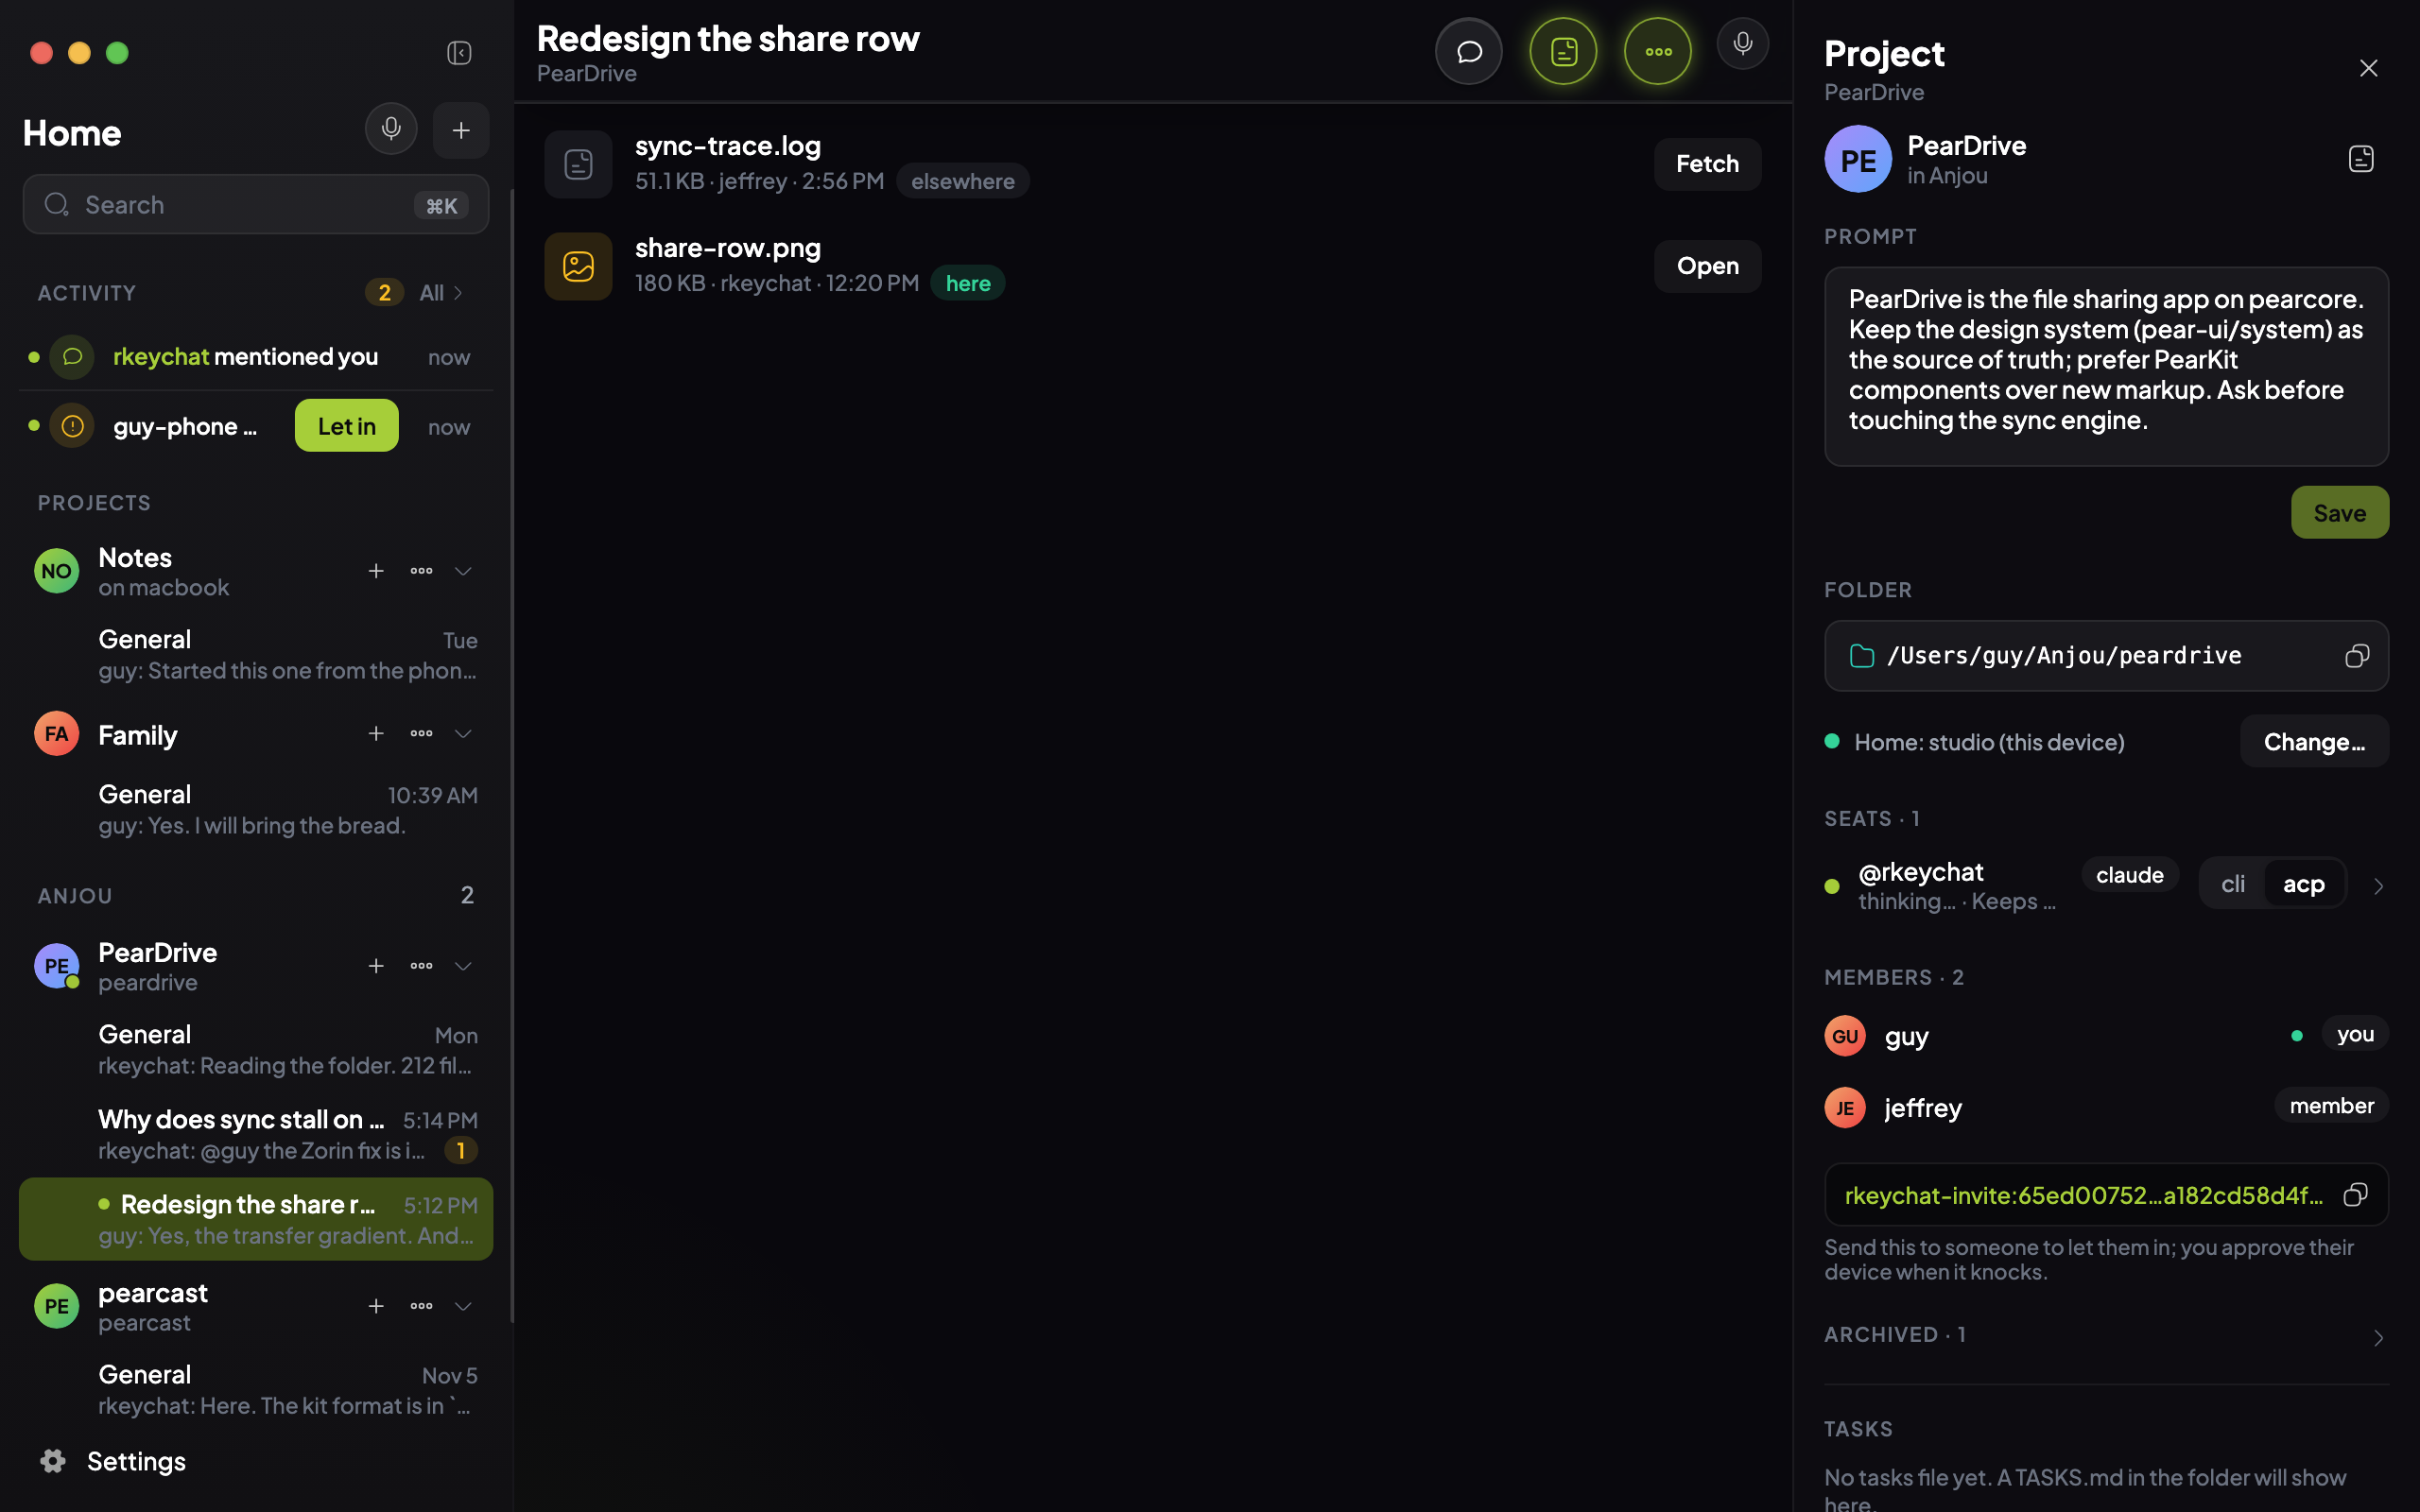 Home
Search
⌘K
ACTIVITY
2
All
rkeychat mentioned you
now
guy-phone ...
Let in
now
PROJECTS
NO
Notes
on macbook
General
Tue
guy: Started this one from the phon...
FA
Family
General
10:39 AM
guy: Yes. I will bring the bread.
ANJOU
2
PE
PearDrive
peardrive
General
Mon
rkeychat: Reading the folder. 212 fil...
Why does sync stall on ...
5:14 PM
rkeychat: @guy the Zorin fix is i...
1
Redesign the share r...
5:12 PM
guy: Yes, the transfer gradient. And...
PE
pearcast
pearcast
General
Nov 5
rkeychat: Here. The kit format is in `...
Settings
Redesign the share row
PearDrive
sync-trace.log
51.1 KB · jeffrey · 2:56 PM
elsewhere
Fetch
share-row.png
180 KB · rkeychat · 12:20 PM
here
Open
Project
PearDrive
PE
PearDrive
in Anjou
PROMPT
PearDrive is the file sharing app on pearcore.
Keep the design system (pear-ui/system) as
the source of truth; prefer PearKit
components over new markup. Ask before
touching the sync engine.
Save
FOLDER
/Users/guy/Anjou/peardrive
Home: studio (this device)
Change...
SEATS · 1
@rkeychat
thinking... · Keeps ...
claude
cli
acp
MEMBERS · 2
GU
guy
you
JE
jeffrey
member
rkeychat-invite:65ed00752...a182cd58d4f...
Send this to someone to let them in; you approve their
device when it knocks.
ARCHIVED · 1
TASKS
No tasks file yet. A TASKS.md in the folder will show
here.